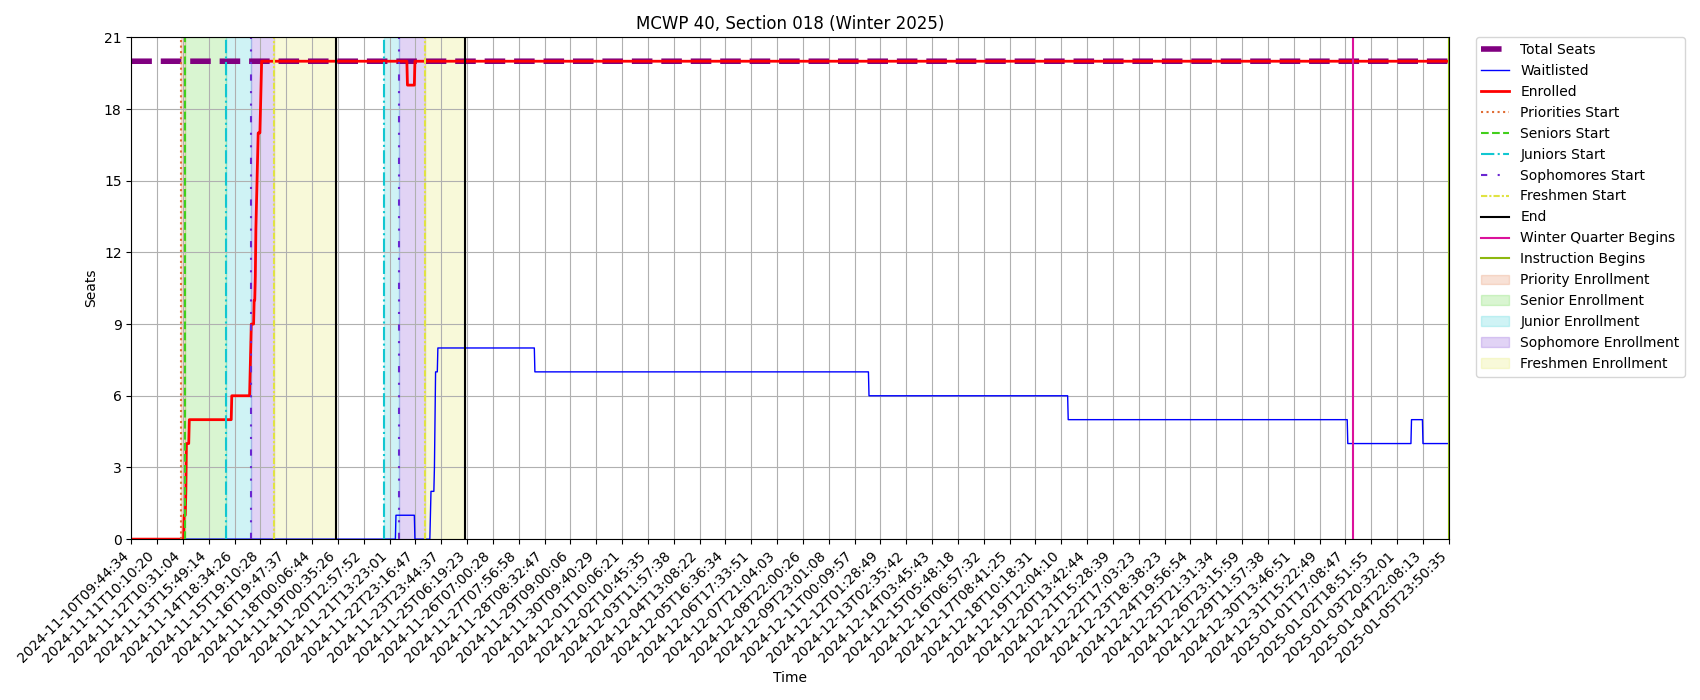 MCWP 40, Section 018 (Winter 2025)
21
18
15
12
9
6
3
0
Seats
2024-11-10T09:44:34
2024-11-11T10:10:20
2024-11-12T10:31:04
2024-11-13T15:49:14
2024-11-14T18:34:26
2024-11-15T19:10:28
2024-11-16T19:47:37
2024-11-18T00:06:44
2024-11-19T00:35:26
2024-11-20T12:57:52
2024-11-21T13:23:01
2024-11-22T23:16:47
2024-11-23T23:44:37
2024-11-25T06:19:23
2024-11-26T07:00:28
2024-11-27T07:56:58
2024-11-28T08:32:47
2024-11-29T09:00:06
2024-11-30T09:40:29
2024-12-01T10:06:21
2024-12-02T10:45:35
2024-12-03T11:57:38
2024-12-04T13:08:22
2024-12-05T16:36:34
2024-12-06T17:33:51
2024-12-07T21:04:03
2024-12-08T22:00:26
2024-12-09T23:01:08
2024-12-11T00:09:57
2024-12-12T01:28:49
2024-12-13T02:35:42
2024-12-14T03:45:43
2024-12-15T05:48:18
2024-12-16T06:57:32
2024-12-17T08:41:25
2024-12-18T10:18:31
2024-12-19T12:04:10
2024-12-20T13:42:44
2024-12-21T15:28:39
2024-12-22T17:03:23
2024-12-23T18:38:23
2024-12-24T19:56:54
2024-12-25T21:31:34
2024-12-26T23:15:59
2024-12-29T11:57:38
2024-12-30T13:46:51
2024-12-31T15:22:49
2025-01-01T17:08:47
2025-01-02T18:51:55
2025-01-03T20:32:01
2025-01-04T22:08:13
2025-01-05T23:50:35
Time
Total Seats
Waitlisted
Enrolled
Priorities Start
Seniors Start
Juniors Start
Sophomores Start
Freshmen Start
End
Winter Quarter Begins
Instruction Begins
Priority Enrollment
Senior Enrollment
Junior Enrollment
Sophomore Enrollment
Freshmen Enrollment